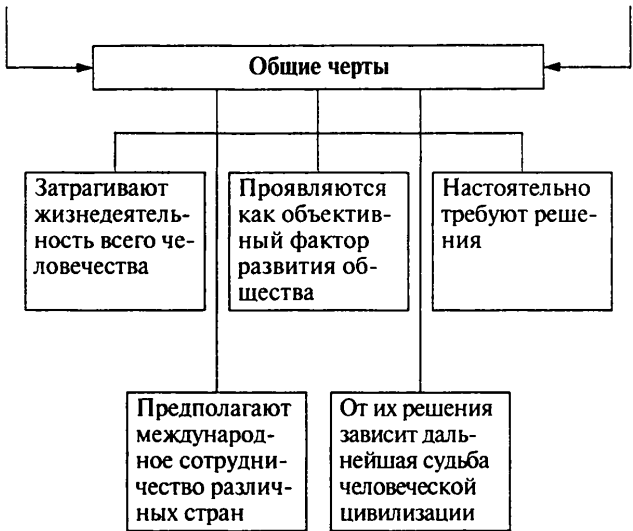 Общие черты
Затрагивают
жизнедеятель-
ность всего че-
ловечества
Проявляются
как объектив-
ный фактор
развития об-
щества
Настоятельно
требуют реше-
ния
Предполагают
международ-
ное сотрудни-
чество различ-
ных стран
От их решения
зависит даль-
нейшая судьба
человеческой
цивилизации